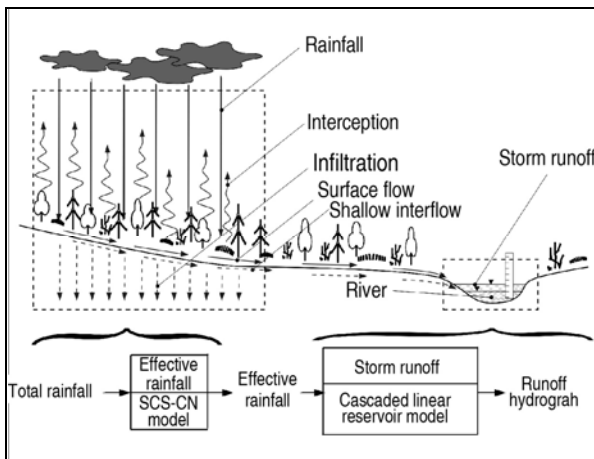 Rainfall
Interception
Infiltration
Storm runoff
Surface flow
Shallow interflow
River
Total rainfall
Effective
rainfall
SCS-CN
model
Effective
rainfall
Storm runoff
Cascaded linear
reservoir model
Runoff
hydrograh